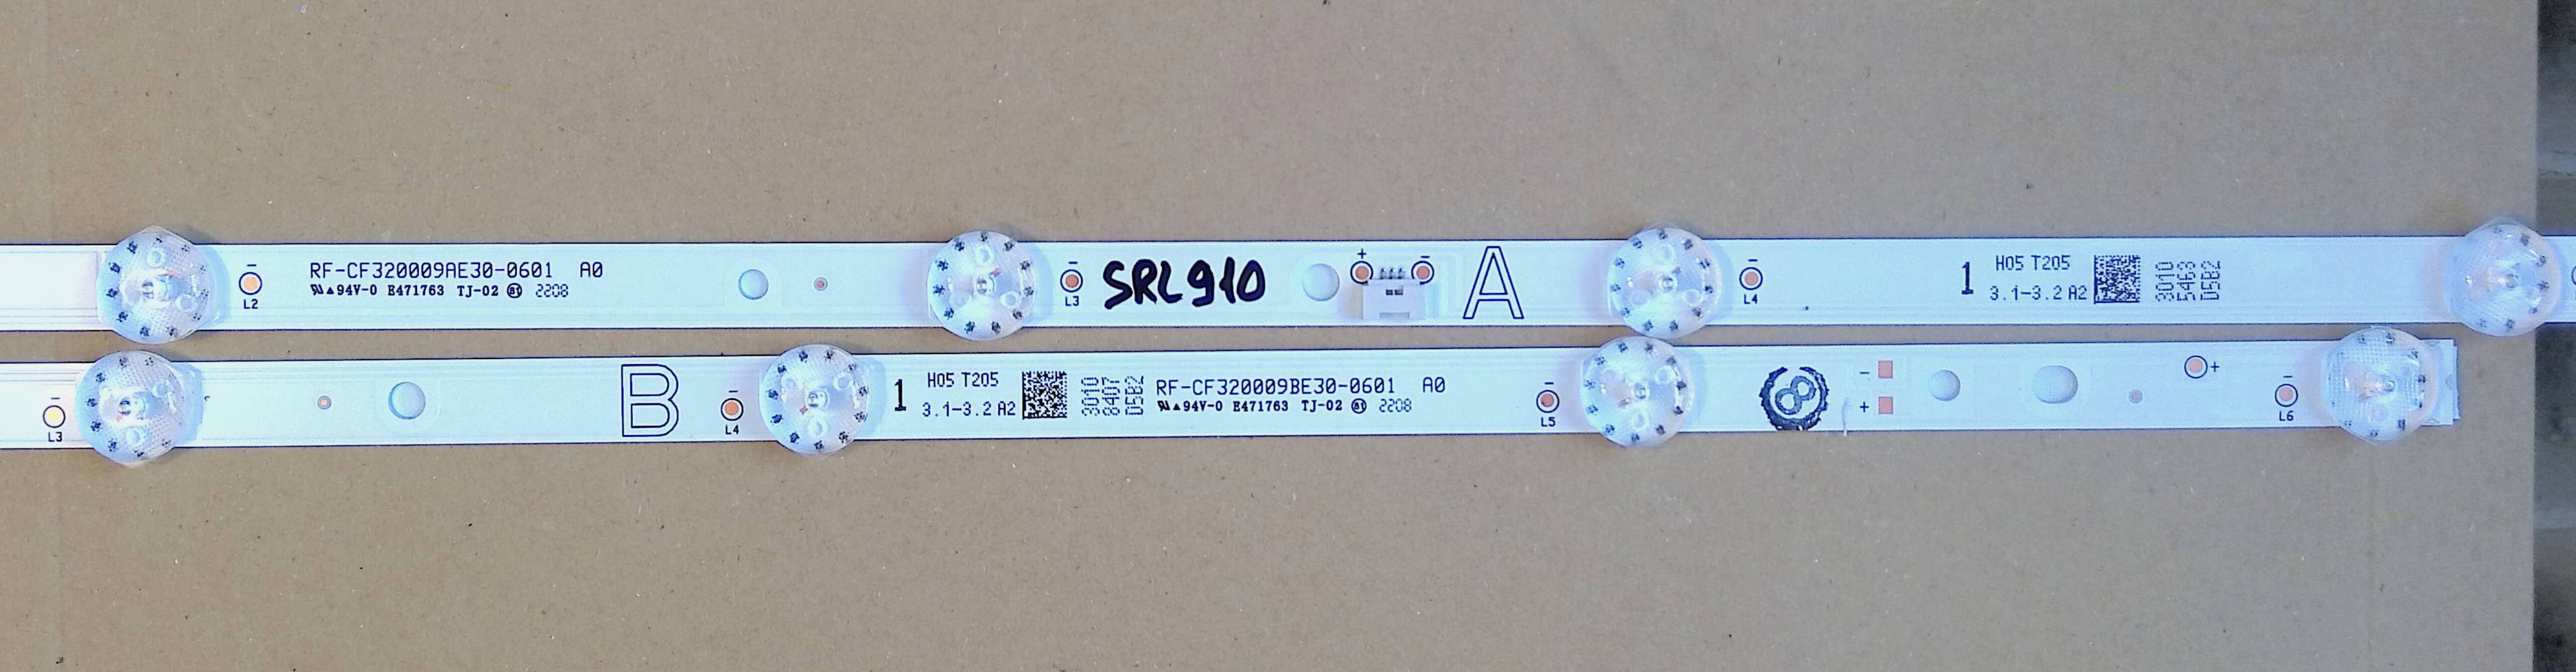 RF-CF320009AE30-0601 A0
94V-0 E471763 TJ-02 2208
L2
L3
SRL910
+ -
A
L4
1
H05 T205
3.1-3.2 A2
3010
5463
D5B2
L3
B
L4
1
H05 T205
3.1-3.2 A2
3010
8407
D5B2
RF-CF320009BE30-0601 A0
94V-0 E471763 TJ-02 2208
L5
8
-
+
+
L6